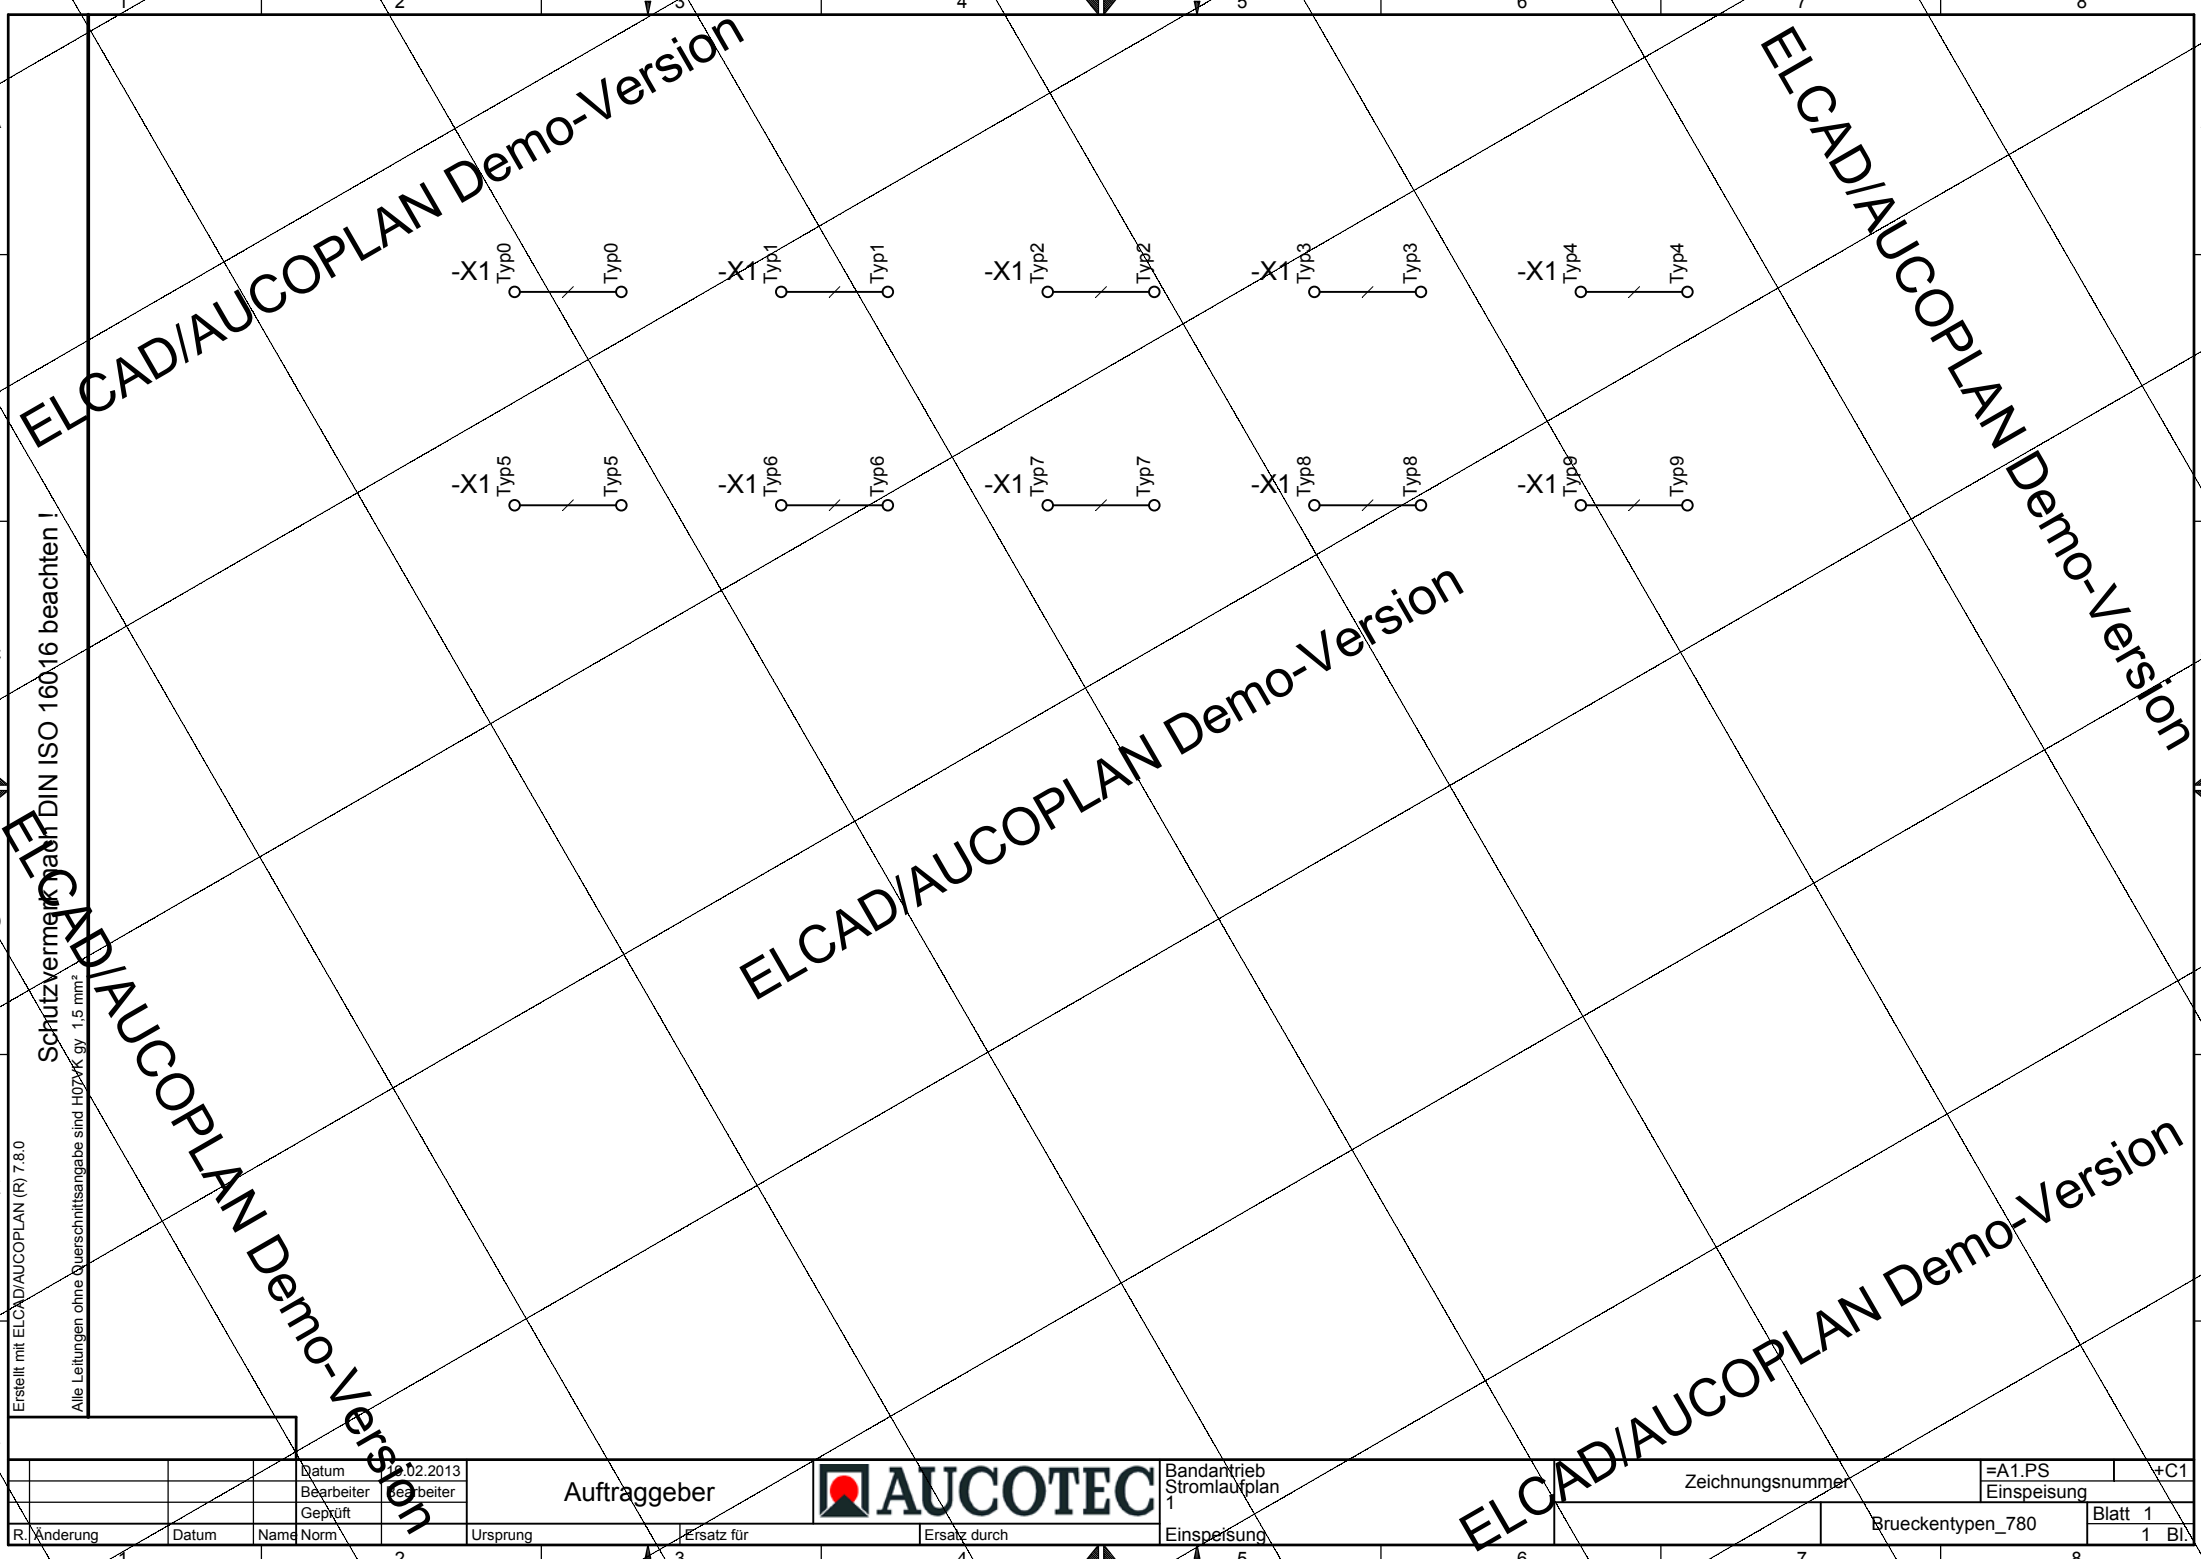 1 2 3 4 5 6 7 8
ELCAD/AUCOPLAN Demo-Version
ELCAD/AUCOPLAN Demo-Version
-X1 Typ0 Typ0 -X1 Typ1 Typ1 -X1 Typ2 Typ2 -X1 Typ3 Typ3 -X1 Typ4 Typ4
-X1 Typ5 Typ5 -X1 Typ6 Typ6 -X1 Typ7 Typ7 -X1 Typ8 Typ8 -X1 Typ9 Typ9
ELCAD/AUCOPLAN Demo-Version
Schutzvermerk nach DIN ISO 16016 beachten !
Alle Leitungen ohne Querschnittsangabe sind H07VK gy 1,5 mm²
Erstellt mit ELCAD/AUCOPLAN (R) 7.8.0
ELCAD/AUCOPLAN Demo-Version
ELCAD/AUCOPLAN Demo-Version
Datum .02.2013
Bearbeiter Bearbeiter
Geprüft
R. Änderung Datum Name Norm
Auftraggeber
Ursprung Ersatz für Ersatz durch
AUCOTEC
Bandantrieb
Stromlaufplan
1
Einspeisung
Zeichnungsnummer
=A1.PS +C1
Einspeisung
Brueckentypen_780
Blatt 1
1 Bl.
1 2 3 4 5 6 7 8